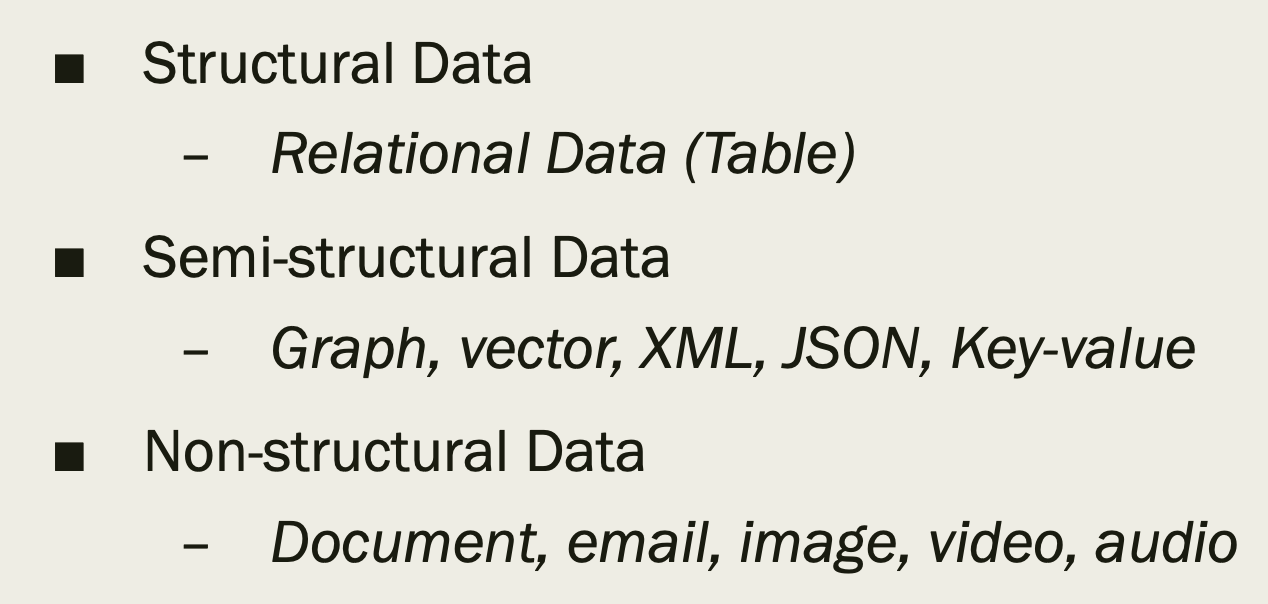 ■ Structural Data
– Relational Data (Table)
■ Semi-structural Data
– Graph, vector, XML, JSON, Key-value
■ Non-structural Data
– Document, email, image, video, audio